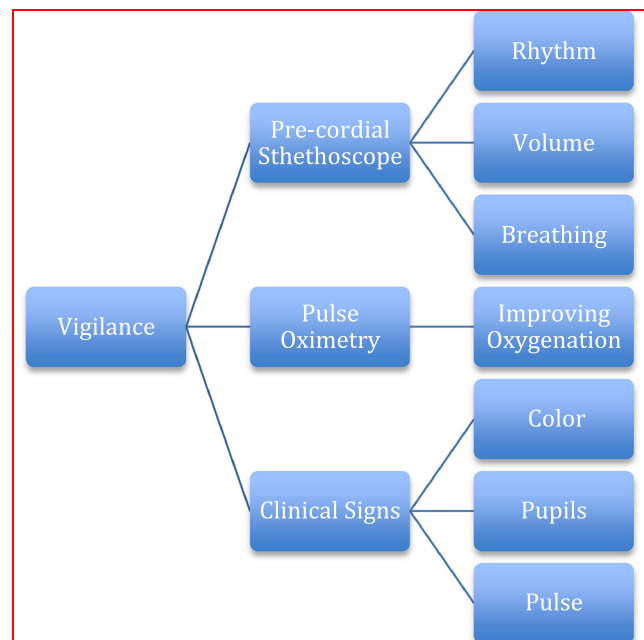 Rhythm
Pre-cordial
Sthethoscope
Volume
Breathing
Vigilance
Pulse
Oximetry
Improving
Oxygenation
Color
Clinical Signs
Pupils
Pulse